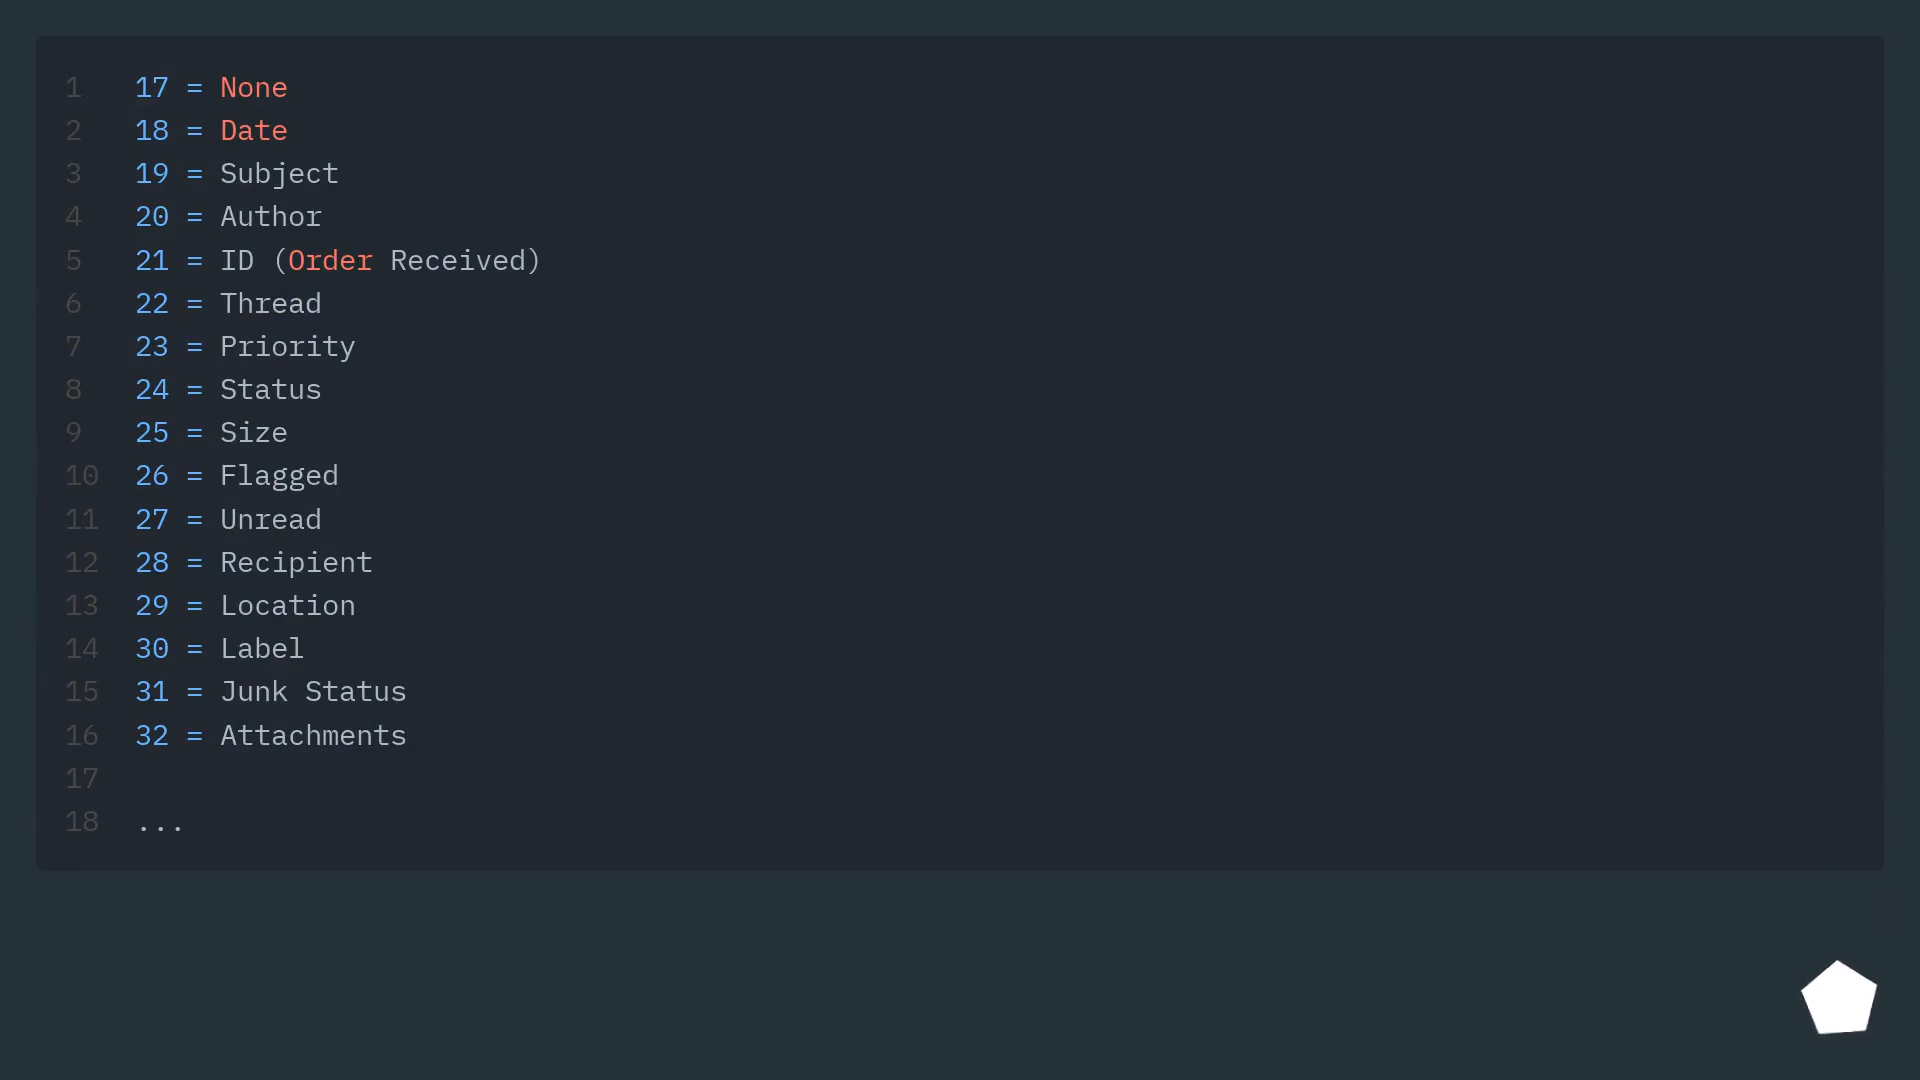 1 17 = None
2 18 = Date
3 19 = Subject
4 20 = Author
5 21 = ID (Order Received)
6 22 = Thread
7 23 = Priority
8 24 = Status
9 25 = Size
10 26 = Flagged
11 27 = Unread
12 28 = Recipient
13 29 = Location
14 30 = Label
15 31 = Junk Status
16 32 = Attachments
17
18 ...